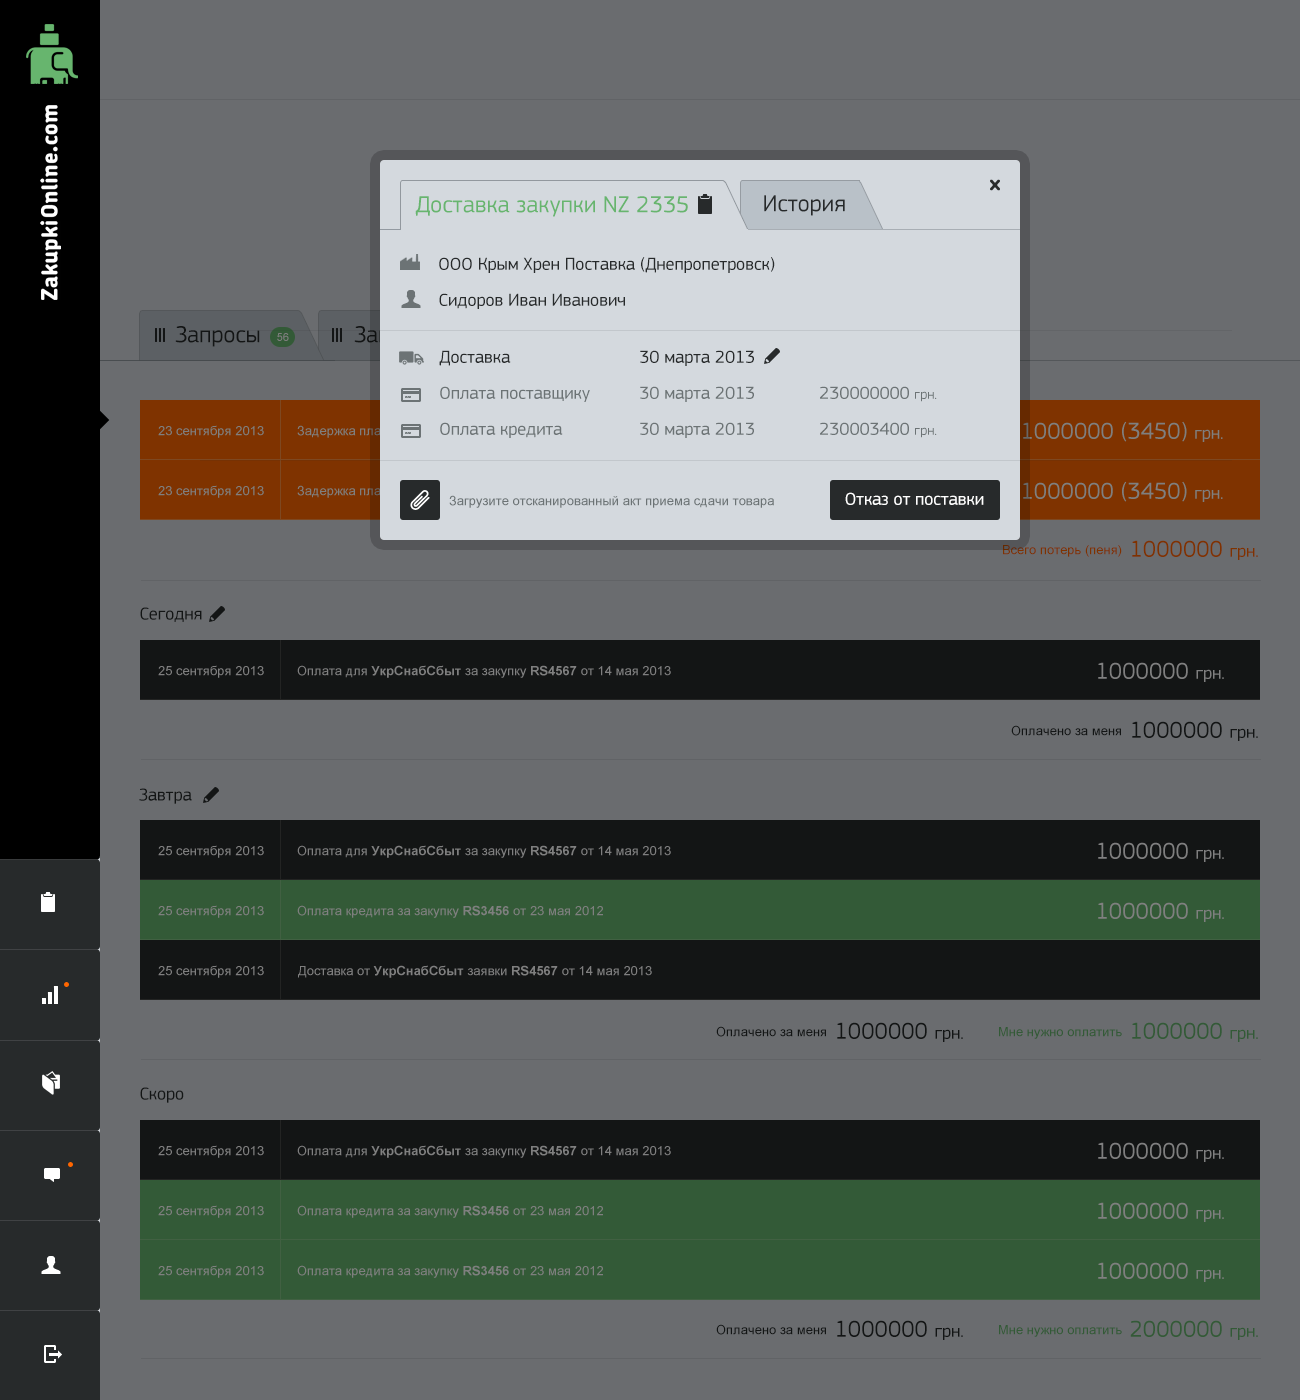 ZakupkiOnline.com
Доставка закупки NZ 2335
История
ООО Крым Хрен Поставка (Днепропетровск)
Сидоров Иван Иванович
Доставка 30 марта 2013
Оплата поставщику 30 марта 2013 230000000 грн.
Оплата кредита 30 марта 2013 230003400 грн.
Загрузите отсканированный акт приема сдачи товара
Отказ от поставки
Запросы 56
За
23 сентября 2013 Задержка пла 1000000 (3450) грн.
23 сентября 2013 Задержка пла 1000000 (3450) грн.
Всего потерь (пеня) 1000000 грн.
Сегодня
25 сентября 2013 Оплата для УкрСнабСбыт за закупку RS4567 от 14 мая 2013 1000000 грн.
Оплачено за меня 1000000 грн.
Завтра
25 сентября 2013 Оплата для УкрСнабСбыт за закупку RS4567 от 14 мая 2013 1000000 грн.
25 сентября 2013 Оплата кредита за закупку RS3456 от 23 мая 2012 1000000 грн.
25 сентября 2013 Доставка от УкрСнабСбыт заявки RS4567 от 14 мая 2013
Оплачено за меня 1000000 грн. Мне нужно оплатить 1000000 грн.
Скоро
25 сентября 2013 Оплата для УкрСнабСбыт за закупку RS4567 от 14 мая 2013 1000000 грн.
25 сентября 2013 Оплата кредита за закупку RS3456 от 23 мая 2012 1000000 грн.
25 сентября 2013 Оплата кредита за закупку RS3456 от 23 мая 2012 1000000 грн.
Оплачено за меня 1000000 грн. Мне нужно оплатить 2000000 грн.